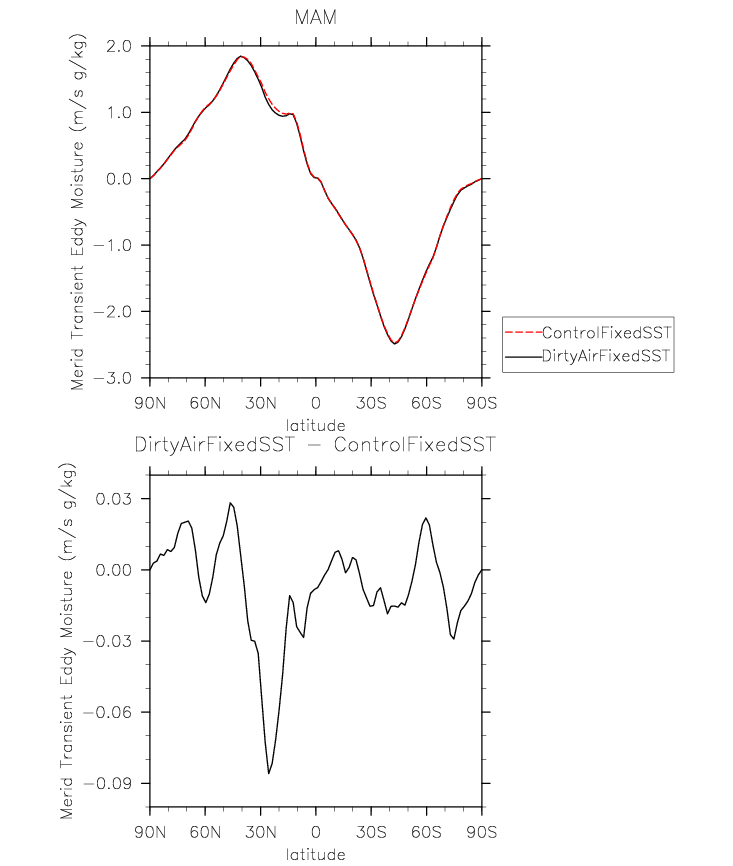 MAM
Merid Transient Eddy Moisture (m/s g/kg)
2.0
1.0
0.0
−1.0
−2.0
−3.0
90N 60N 30N 0 30S 60S 90S
latitude
ControlFixedSST
DirtyAirFixedSST
DirtyAirFixedSST − ControlFixedSST
Merid Transient Eddy Moisture (m/s g/kg)
0.03
0.00
−0.03
−0.06
−0.09
90N 60N 30N 0 30S 60S 90S
latitude